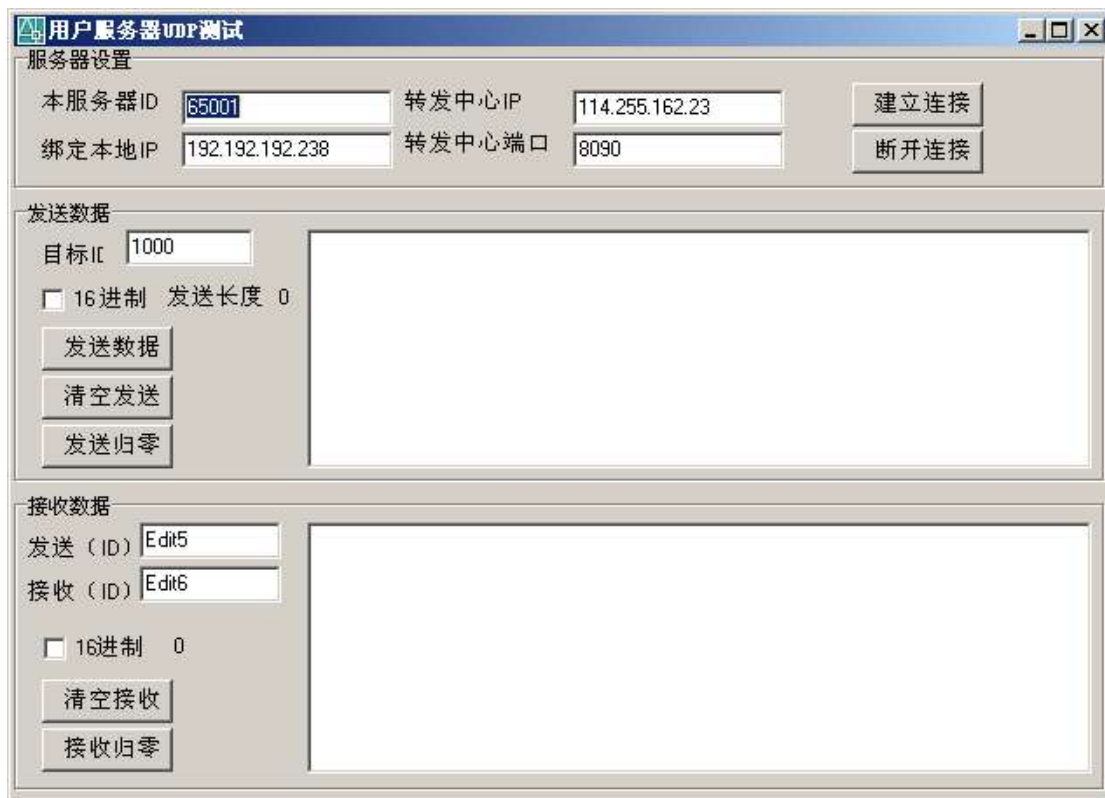 用户服务器UDP测试
服务器设置
本服务器ID 65001 转发中心IP 114.255.162.23 建立连接
绑定本地IP 192.192.192.238 转发中心端口 8090 断开连接
发送数据
目标ID 1000
16进制 发送长度 0
发送数据
清空发送
发送归零
接收数据
发送（ID） Edit5
接收（ID） Edit6
16进制 0
清空接收
接收归零